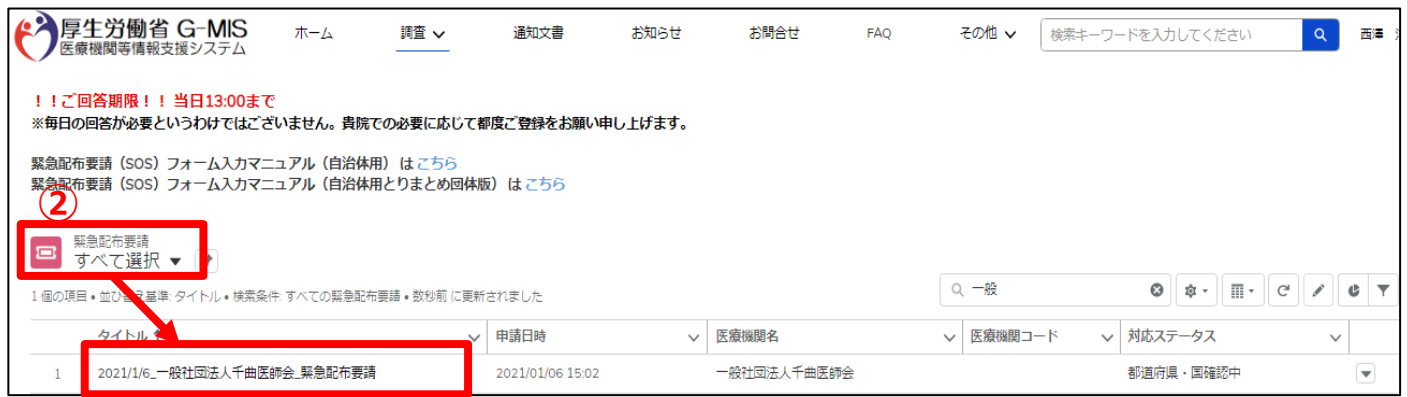 厚生労働省 G-MIS
医療機関等情報支援システム
ホーム 調査 通知文書 お知らせ お問合せ FAQ その他 検索キーワードを入力してください
！！ご回答期限！！ 当日13:00まで
※毎日の回答が必要というわけではございません。貴院での必要に応じて都度ご登録をお願い申し上げます。
緊急配布要請（SOS）フォーム入力マニュアル（自治体用） は こちら
緊急配布要請（SOS）フォーム入力マニュアル（自治体用とりまとめ団体版） は こちら
②
緊急配布要請
すべて選択
1 個の項目 • 並び替え基準: タイトル • 検索条件: すべての緊急配布要請 • 数秒前 に更新されました
一般
タイトル 申請日時 医療機関名 医療機関コード 対応ステータス
1 2021/1/6_一般社団法人千曲医師会_緊急配布要請 2021/01/06 15:02 一般社団法人千曲医師会 都道府県・国確認中